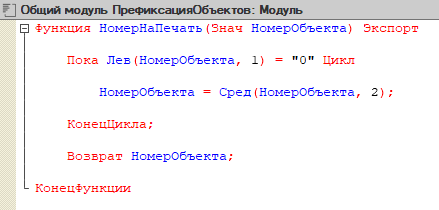 Общий модуль ПрефиксацияОбъектов: Модуль
Функция НомерНаПечать(Знач НомерОбъекта) Экспорт
Пока Лев(НомерОбъекта, 1) = "0" Цикл
НомерОбъекта = Сред(НомерОбъекта, 2);
КонецЦикла;
Возврат НомерОбъекта;
КонецФункции